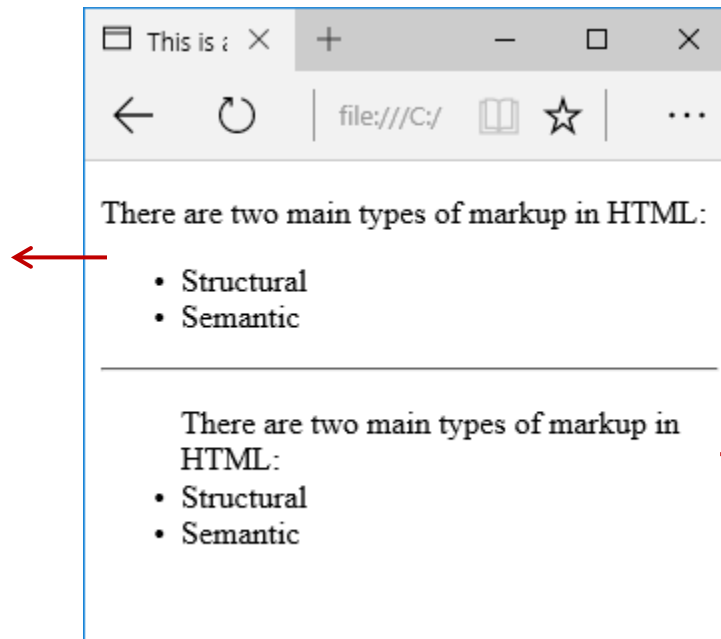 This is a
file:///C:/
There are two main types of markup in HTML:
• Structural
• Semantic
There are two main types of markup in
HTML:
• Structural
• Semantic